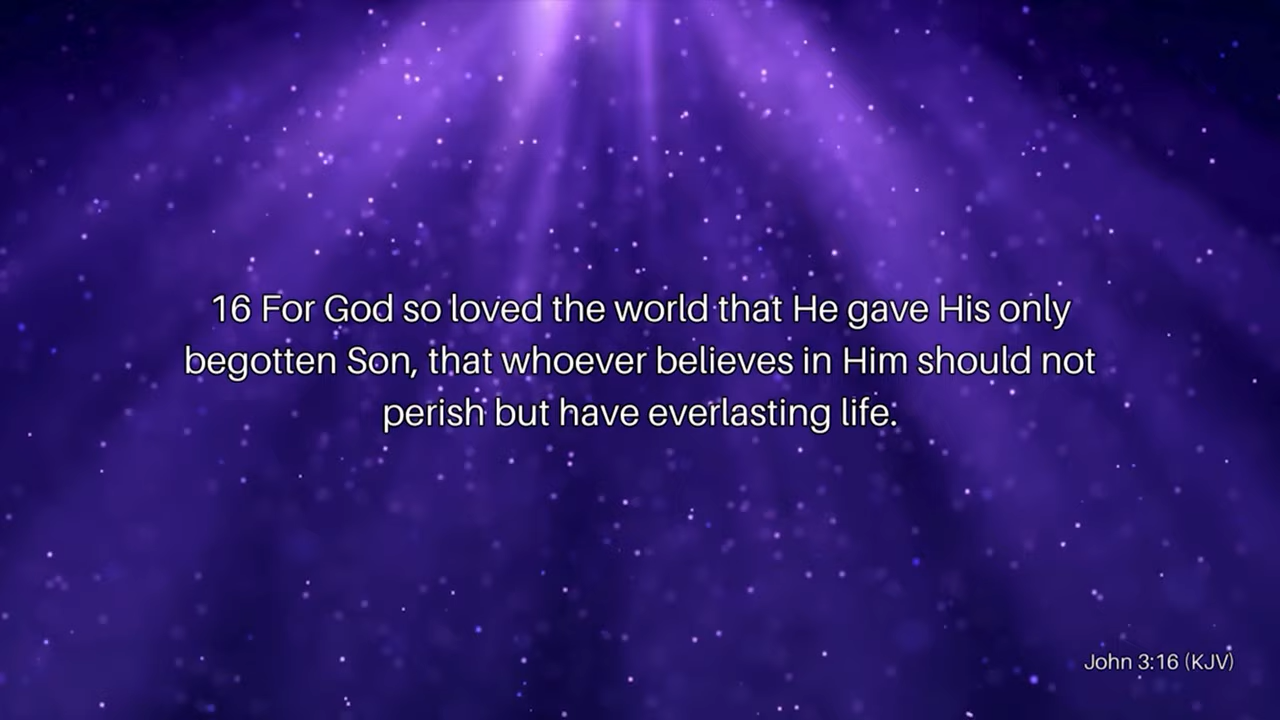 16 For God so loved the world that He gave His only
begotten Son, that whoever believes in Him should not
perish but have everlasting life.
John 3:16 (KJV)